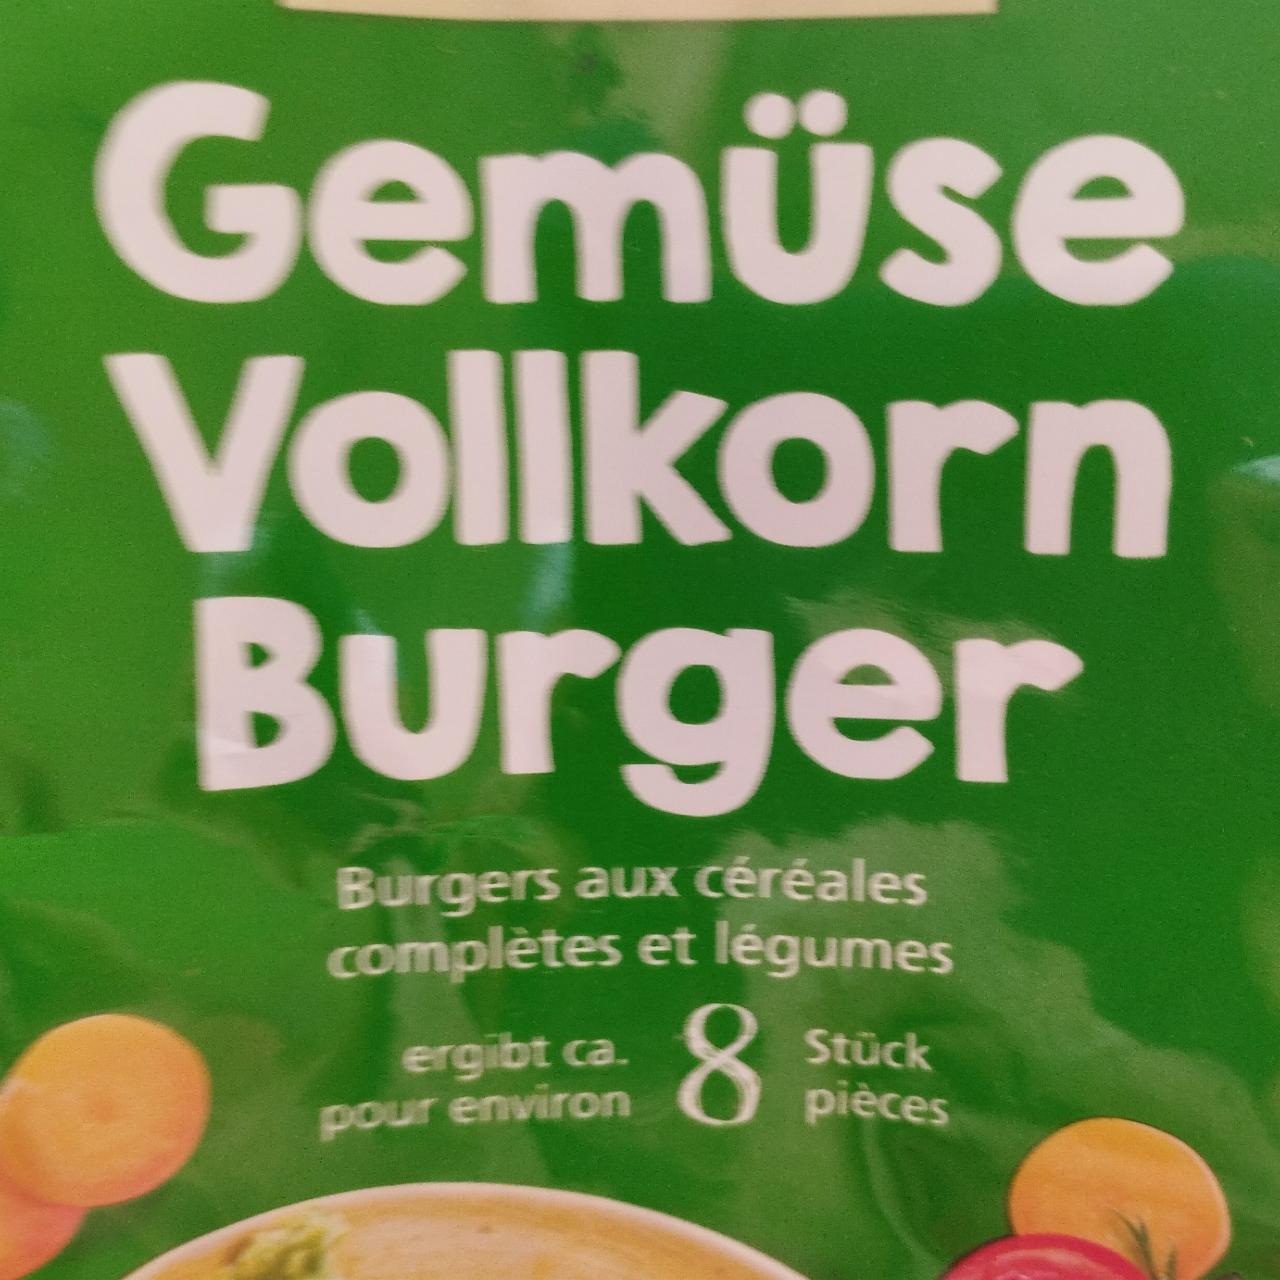 Gemüse
Vollkorn
Burger
Burgers aux céréales
complètes et légumes
ergibt ca. 8 Stück
pour environ pièces